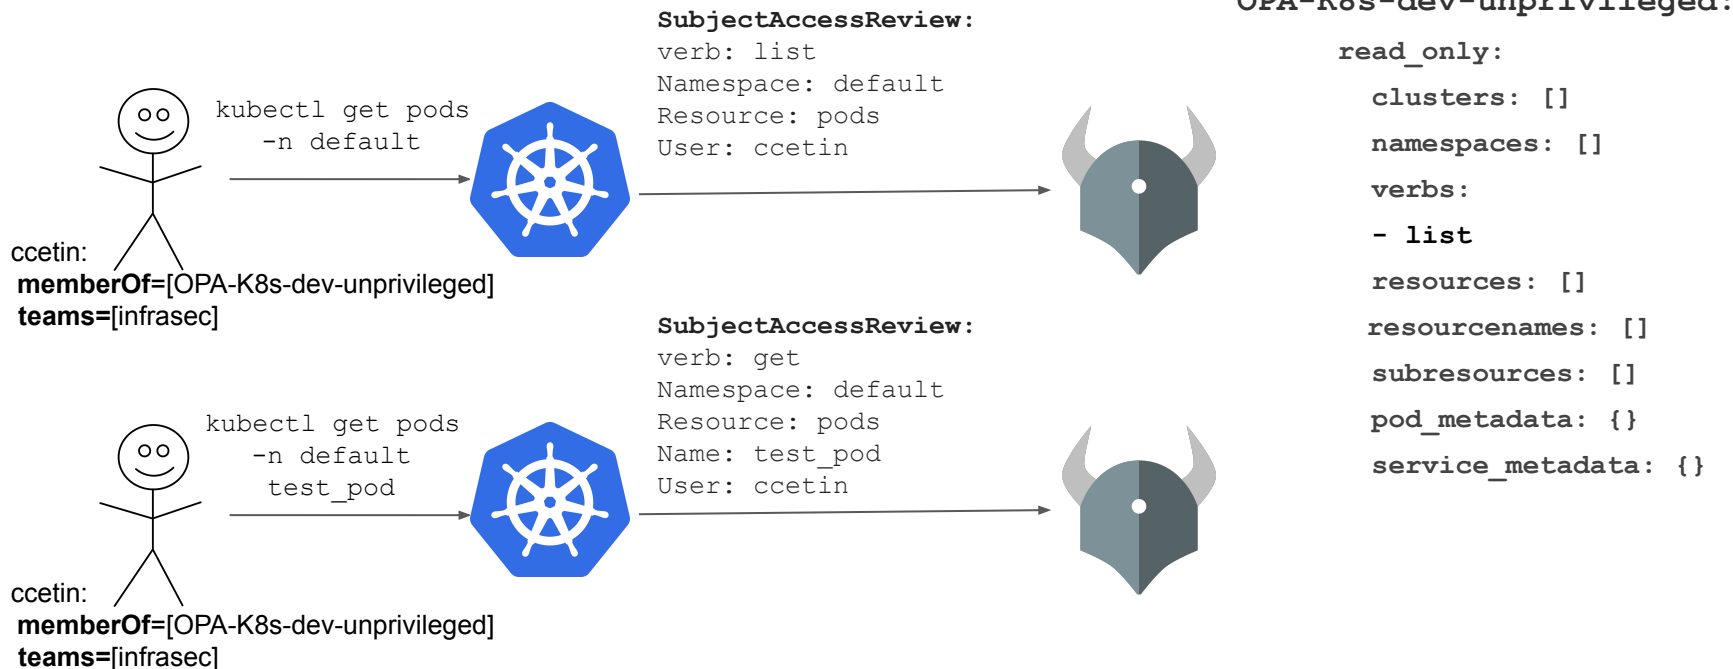 kubectl get pods
-n default
ccetin:
memberOf=[OPA-K8s-dev-unprivileged]
teams=[infrasec]
SubjectAccessReview:
verb: list
Namespace: default
Resource: pods
User: ccetin
kubectl get pods
-n default
test_pod
ccetin:
memberOf=[OPA-K8s-dev-unprivileged]
teams=[infrasec]
SubjectAccessReview:
verb: get
Namespace: default
Resource: pods
Name: test_pod
User: ccetin
OPA-K8s-dev-unprivileged:
read_only:
clusters: []
namespaces: []
verbs:
- list
resources: []
resourcenames: []
subresources: []
pod_metadata: {}
service_metadata: {}